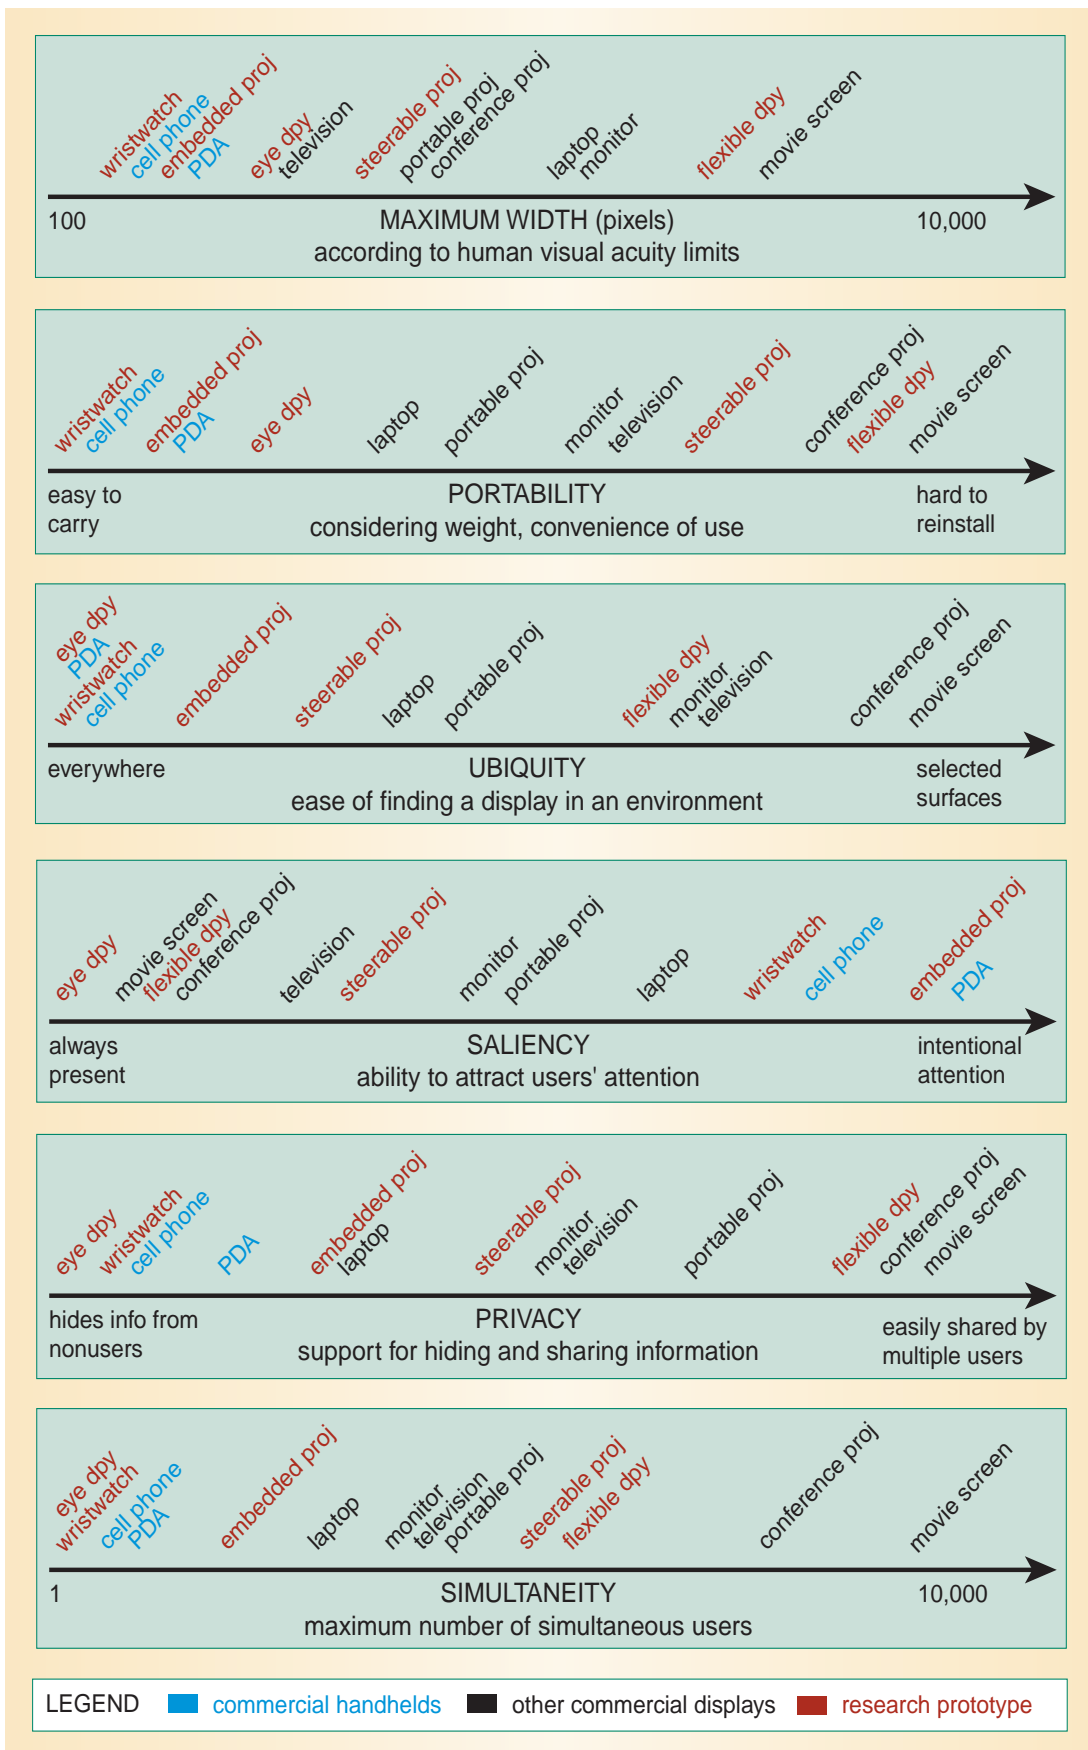 wristwatch
cell phone
embedded proj
PDA
eye dpy
television
steerable proj
portable proj
conference proj
laptop
monitor
flexible dpy
movie screen
100
MAXIMUM WIDTH (pixels)
10,000
according to human visual acuity limits
wristwatch
cell phone
embedded proj
PDA
eye dpy
laptop
portable proj
monitor
television
steerable proj
conference proj
flexible dpy
movie screen
easy to
carry
PORTABILITY
considering weight, convenience of use
hard to
reinstall
eye dpy
PDA
wristwatch
cell phone
embedded proj
steerable proj
laptop
portable proj
flexible dpy
monitor
television
conference proj
movie screen
everywhere
UBIQUITY
ease of finding a display in an environment
selected
surfaces
eye dpy
movie screen
flexible dpy
conference proj
television
steerable proj
monitor
portable proj
laptop
wristwatch
cell phone
embedded proj
PDA
always
present
SALIENCY
ability to attract users' attention
intentional
attention
eye dpy
wristwatch
cell phone
PDA
embedded proj
laptop
steerable proj
monitor
television
portable proj
flexible dpy
conference proj
movie screen
hides info from
nonusers
PRIVACY
support for hiding and sharing information
easily shared by
multiple users
eye dpy
wristwatch
cell phone
PDA
embedded proj
laptop
monitor
television
portable proj
steerable proj
flexible dpy
conference proj
movie screen
1
SIMULTANEITY
10,000
maximum number of simultaneous users
LEGEND commercial handhelds other commercial displays research prototype